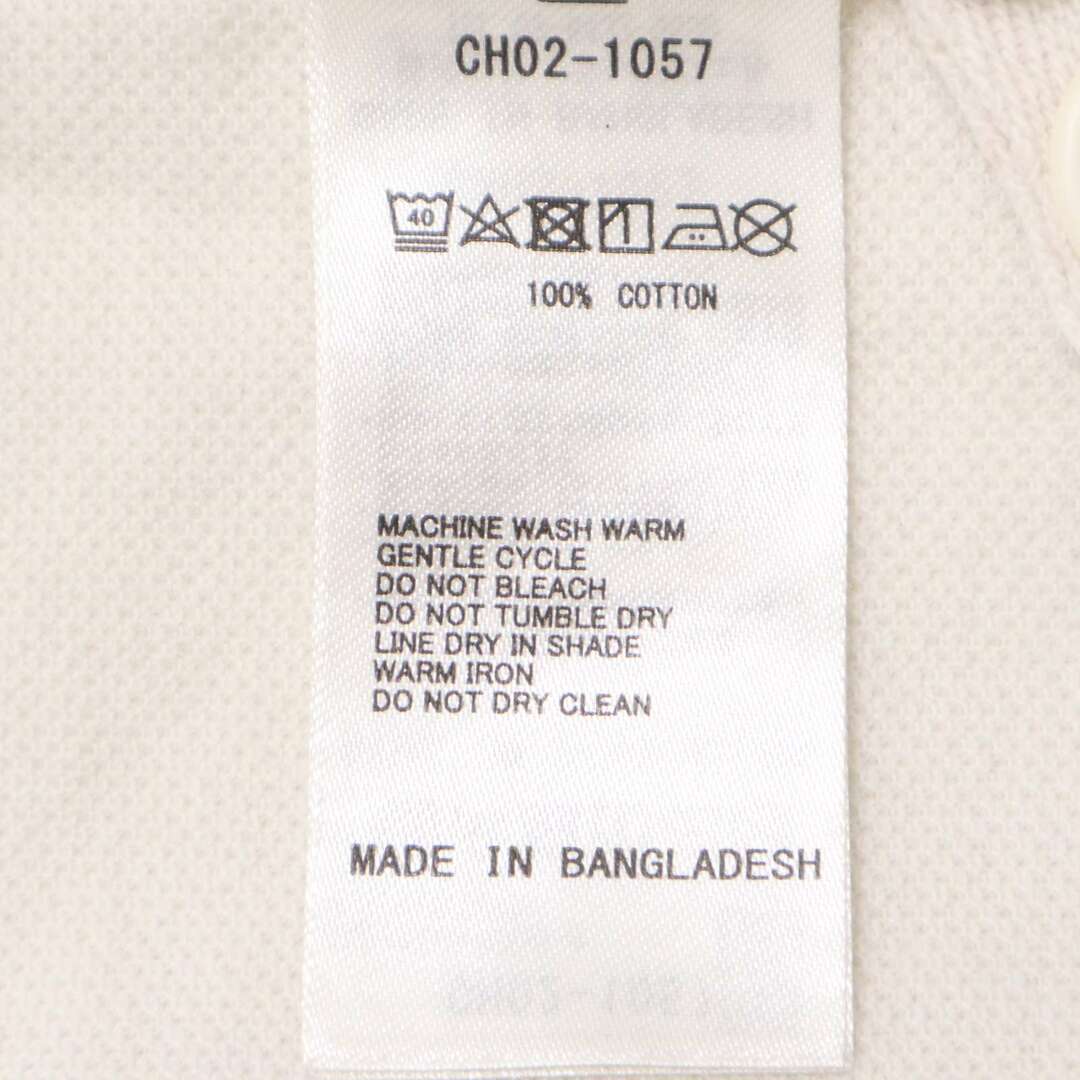 CH02-1057
40
100% COTTON
MACHINE WASH WARM
GENTLE CYCLE
DO NOT BLEACH
DO NOT TUMBLE DRY
LINE DRY IN SHADE
WARM IRON
DO NOT DRY CLEAN
MADE IN BANGLADESH